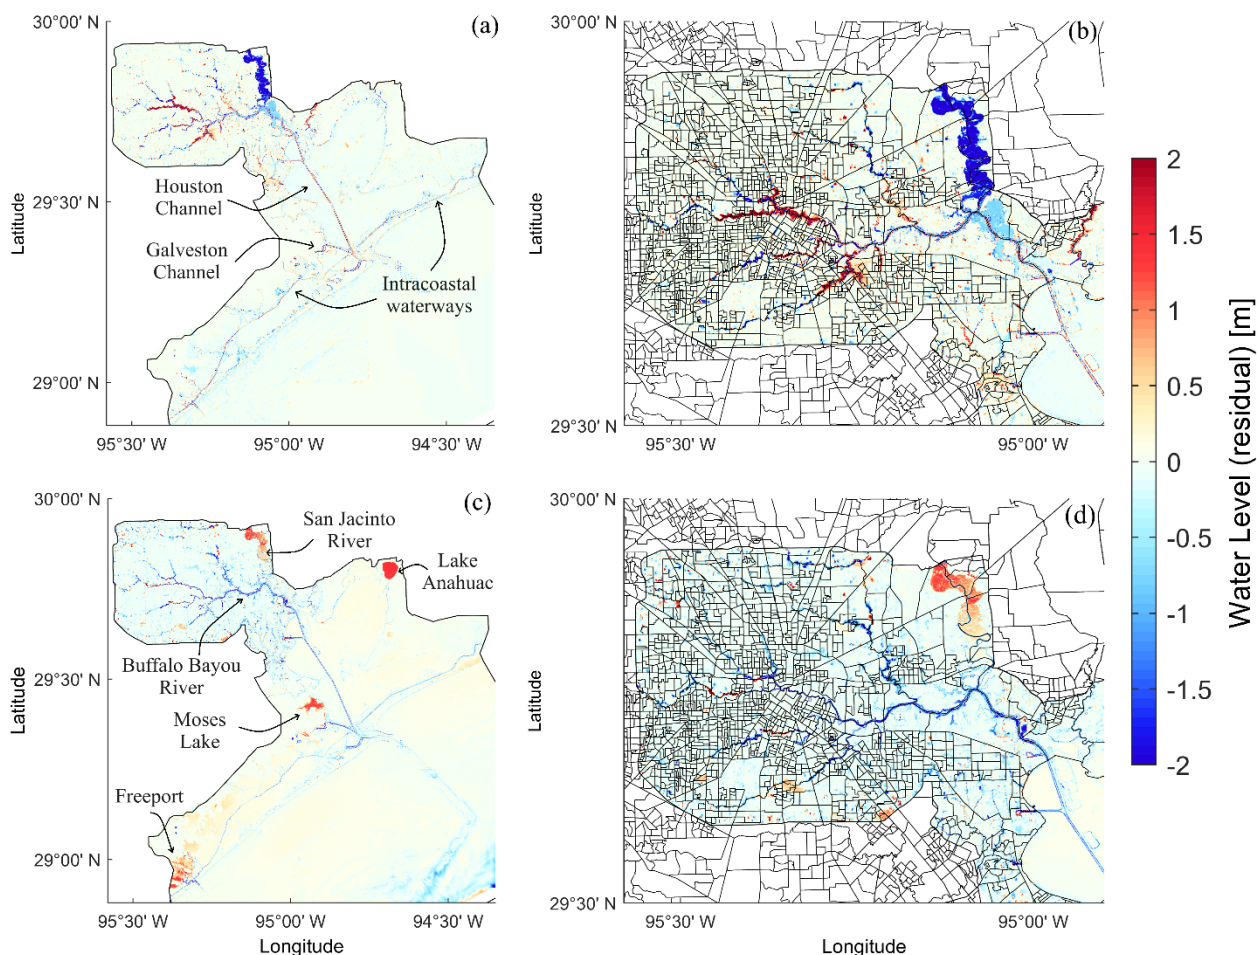 30°00' N
(a)
Houston
Channel
29°30' N
Galveston
Channel
Intracoastal
waterways
29°00' N
Latitude
95°30' W
95°00' W
94°30' W
30°00' N
(b)
Latitude
29°30' N
95°30' W
95°00' W
30°00' N
(c)
San Jacinto
River
Lake
Anahuac
29°30' N
Buffalo Bayou
River
Moses
Lake
Freeport
29°00' N
Latitude
95°30' W
95°00' W
94°30' W
Longitude
30°00' N
(d)
Latitude
29°30' N
95°30' W
95°00' W
Longitude
2
1.5
1
0.5
0
-0.5
-1
-1.5
-2
Water Level (residual) [m]